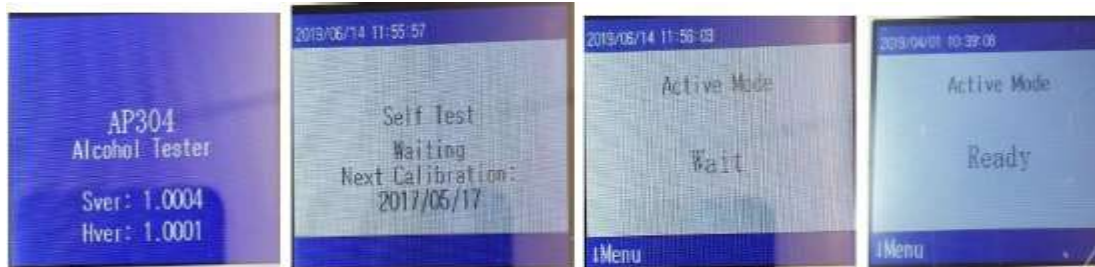 AP304
Alcohol Tester
Sver: 1.0004
Hver: 1.0001
2019/06/14 11:55:57
Self Test
Waiting
Next Calibration:
2017/05/17
2019/06/14 11:56:03
Active Mode
Wait
↓Menu
2019/04/01 10:39:08
Active Mode
Ready
↓Menu